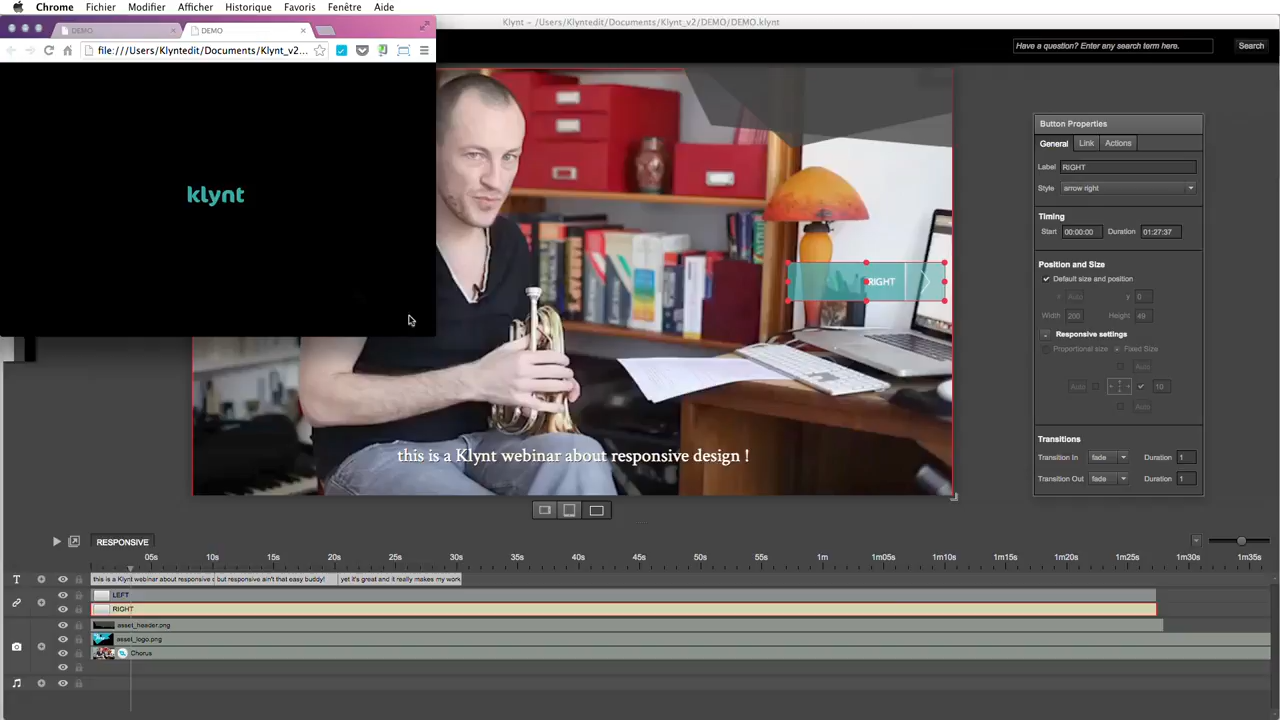 Chrome Fichier Modifier Afficher Historique Favoris Fenêtre Aide
Klynt – /Users/Klyntedit/Documents/Klynt_v2/DEMO/DEMO.klynt
DEMO DEMO
file:///Users/Klyntedit/Documents/Klynt_v2...
Have a question? Enter any search term here. Search
klynt
Button Properties
General Link Actions
Label RIGHT
Style arrow right
Timing
Start 00:00:00 Duration 01:27:37
Position and Size
Default size and position
x Auto y 0
Width 200 Height 49
Responsive settings
Proportional size Fixed Size
Auto
Auto 10
Auto
Transitions
Transition In fade Duration 1
Transition Out fade Duration 1
RIGHT
this is a Klynt webinar about responsive design !
RESPONSIVE
05s 10s 15s 20s 25s 30s 35s 40s 45s 50s 55s 1m 1m05s 1m10s 1m15s 1m20s 1m25s 1m30s 1m35s
T this is a Klynt webinar about responsive d but responsive ain't that easy buddy! yet it's great and it really makes my work
LEFT
RIGHT
asset_header.png
asset_logo.png
Chorus